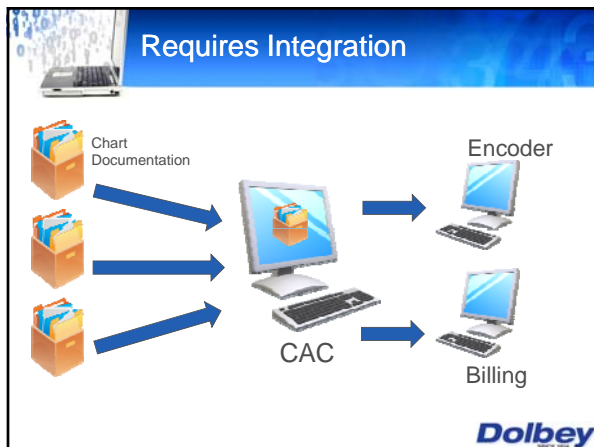 Requires Integration
Chart
Documentation
Encoder
CAC
Billing
Dolbey